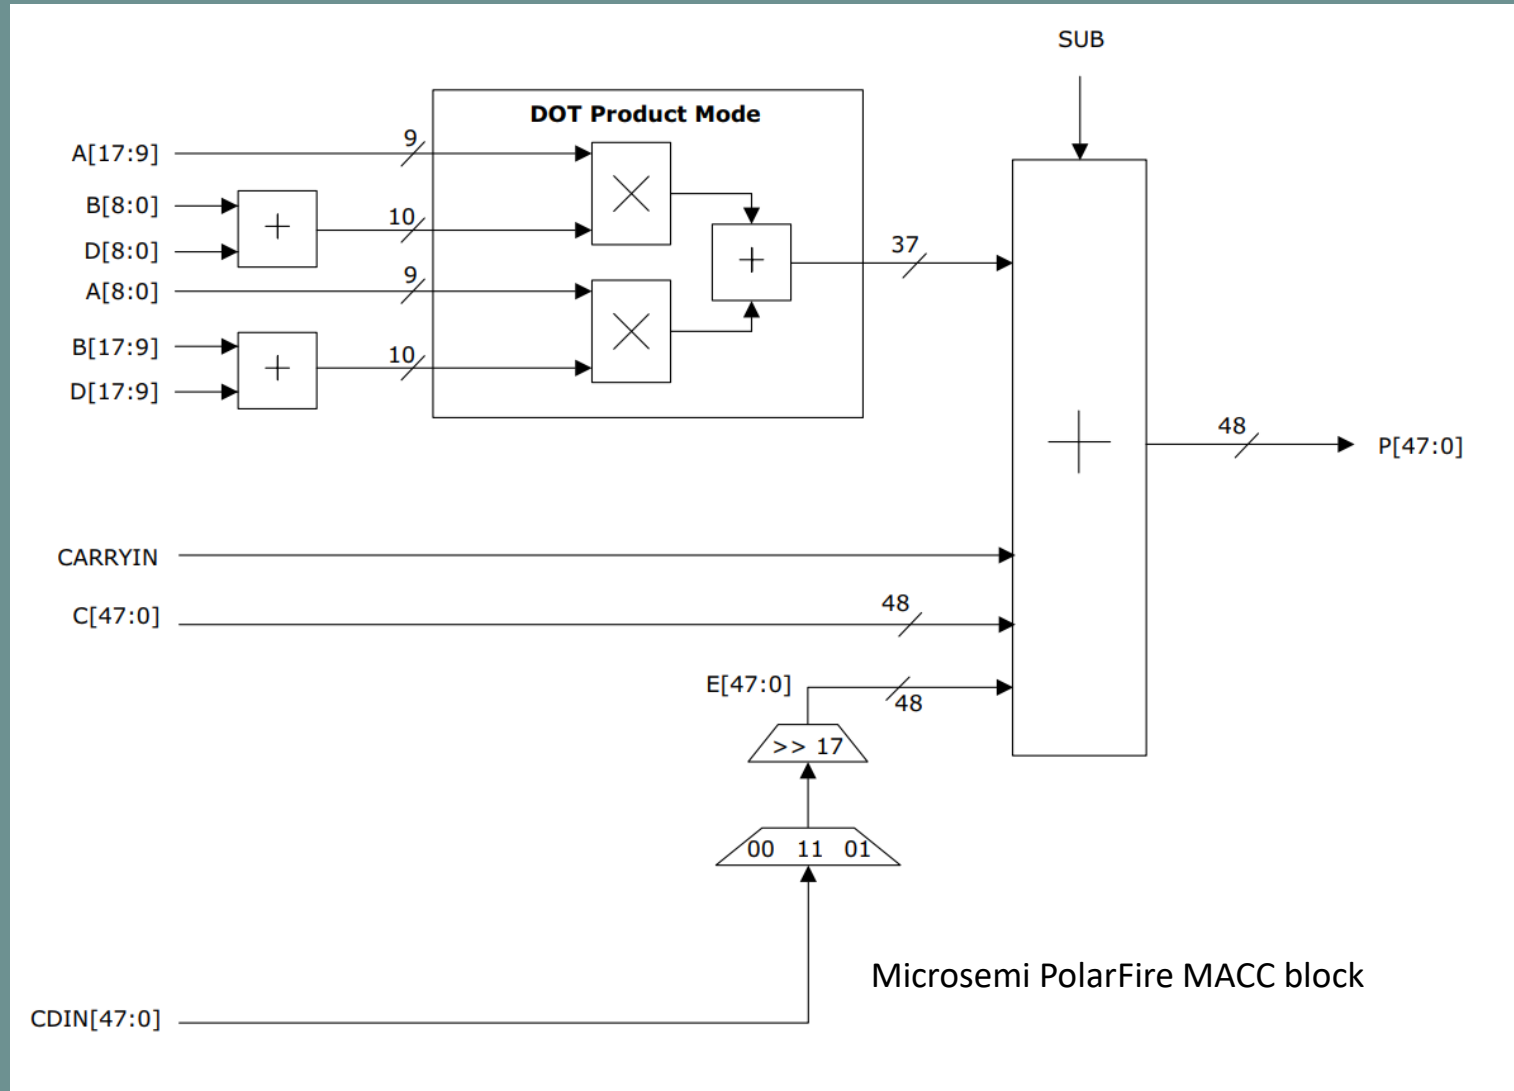 SUB
DOT Product Mode
A[17:9]
9
B[8:0]
10
D[8:0]
37
A[8:0]
9
B[17:9]
10
D[17:9]
48
P[47:0]
CARRYIN
C[47:0]
48
E[47:0]
48
>> 17
00 11 01
Microsemi PolarFire MACC block
CDIN[47:0]